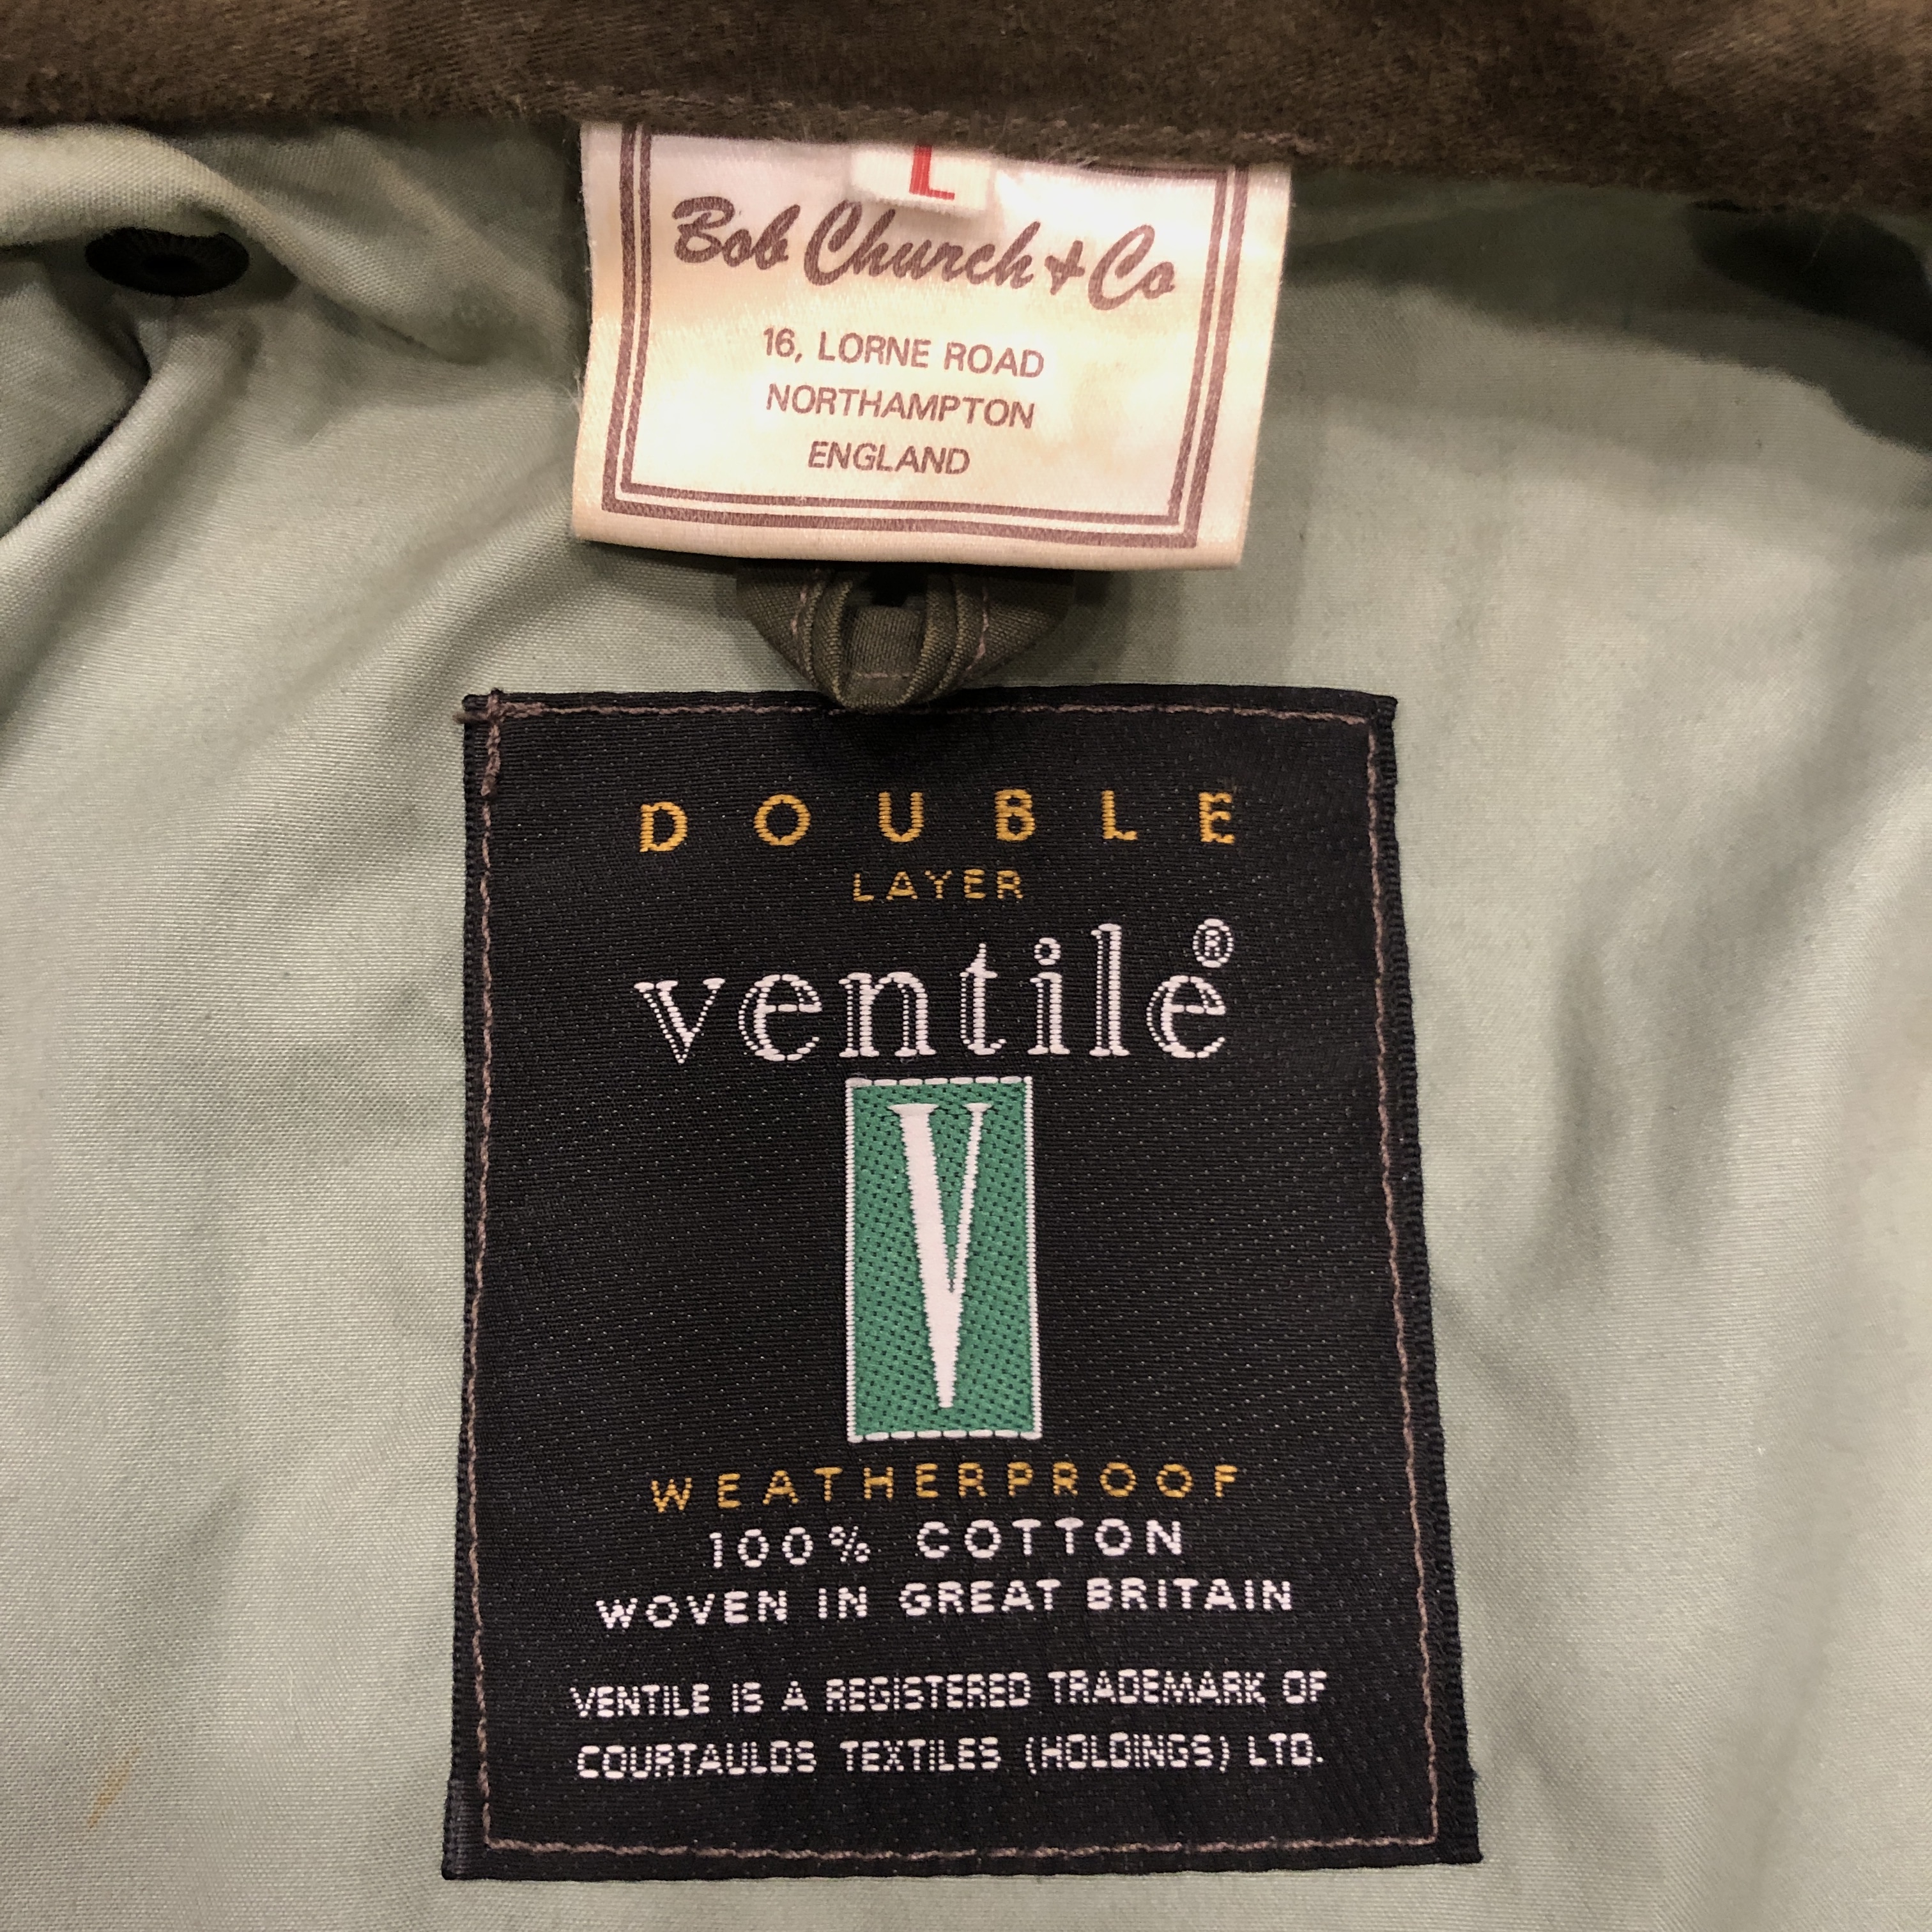 L
Bob Church & Co
16, LORNE ROAD
NORTHAMPTON
ENGLAND
DOUBLE
LAYER
ventile®
V
WEATHERPROOF
100% COTTON
WOVEN IN GREAT BRITAIN
VENTILE IS A REGISTERED TRADEMARK OF
COURTAULDS TEXTILES (HOLDINGS) LTD.